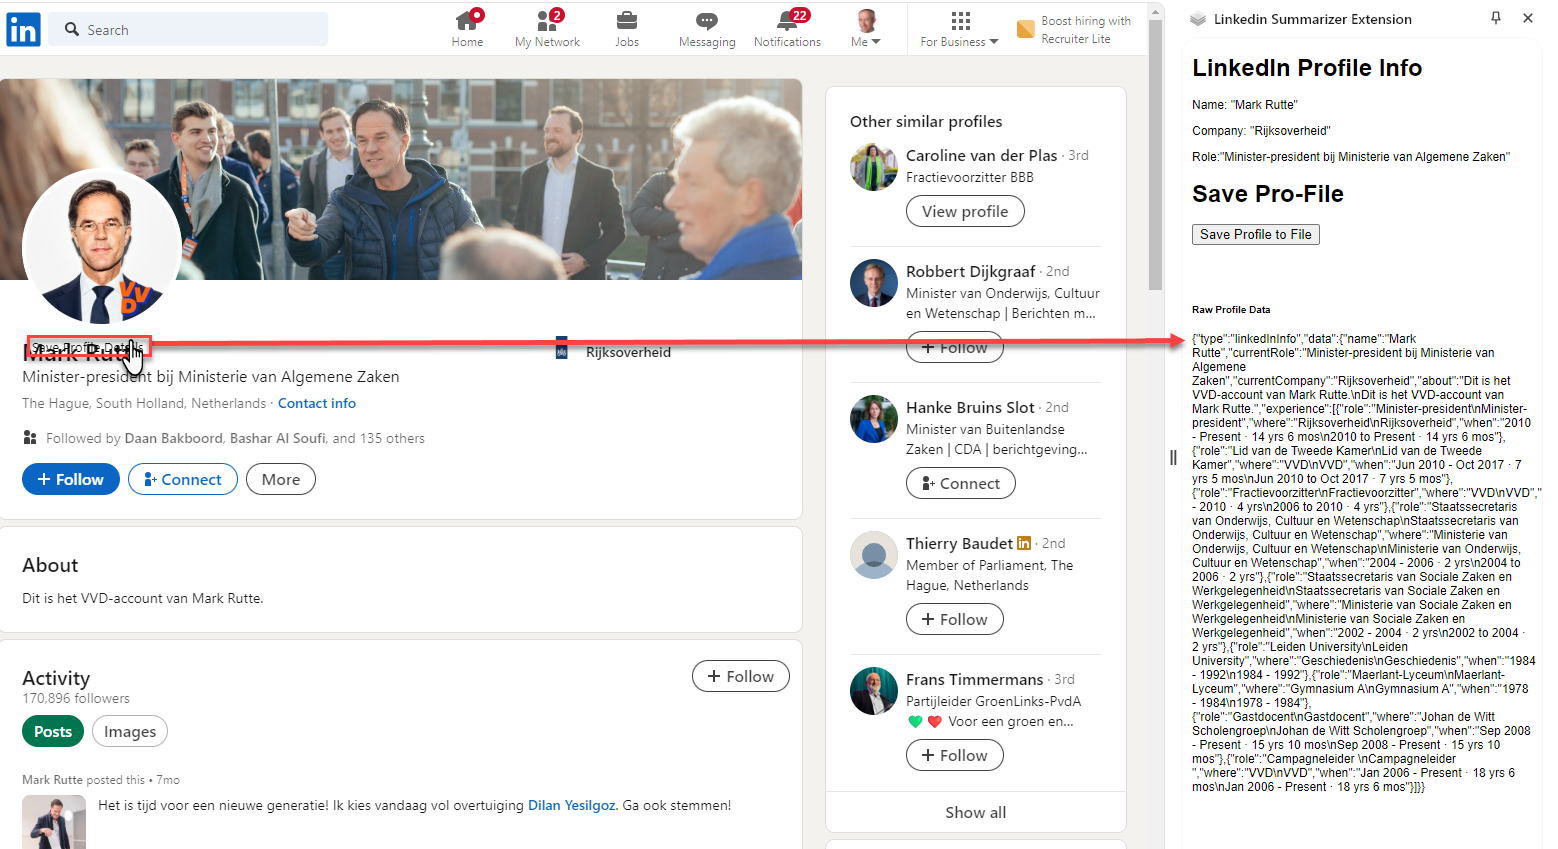 in
Search
Home
2
My Network
Jobs
Messaging
22
Notifications
Me
For Business
Boost hiring with
Recruiter Lite
VVD
Save Profile Details
Mark Rutte
Rijksoverheid
Minister-president bij Ministerie van Algemene Zaken
The Hague, South Holland, Netherlands · Contact info
Followed by Daan Bakboord, Bashar Al Soufi, and 135 others
+ Follow
Connect
More
About
Dit is het VVD-account van Mark Rutte.
Activity
170,896 followers
+ Follow
Posts
Images
Mark Rutte posted this • 7mo
Het is tijd voor een nieuwe generatie! Ik kies vandaag vol overtuiging Dilan Yesilgoz. Ga ook stemmen!
Other similar profiles
Caroline van der Plas · 3rd
Fractievoorzitter BBB
View profile
Robbert Dijkgraaf · 2nd
Minister van Onderwijs, Cultuur
en Wetenschap | Berichten m...
+ Follow
Hanke Bruins Slot · 2nd
Minister van Buitenlandse
Zaken | CDA | berichtgeving...
Connect
Thierry Baudet in · 2nd
Member of Parliament, The
Hague, Netherlands
+ Follow
Frans Timmermans · 3rd
Partijleider GroenLinks-PvdA
💚 ❤️ Voor een groen en...
+ Follow
Show all
Linkedin Summarizer Extension
LinkedIn Profile Info
Name: "Mark Rutte"
Company: "Rijksoverheid"
Role:"Minister-president bij Ministerie van Algemene Zaken"
Save Pro-File
Save Profile to File
Raw Profile Data
{"type":"linkedInInfo","data":{"name":"Mark
Rutte","currentRole":"Minister-president bij Ministerie van
Algemene
Zaken","currentCompany":"Rijksoverheid","about":"Dit is het
VVD-account van Mark Rutte.\nDit is het VVD-account van
Mark Rutte.","experience":[{"role":"Minister-president\nMinister-
president","where":"Rijksoverheid\nRijksoverheid","when":"2010
- Present · 14 yrs 6 mos\n2010 to Present · 14 yrs 6 mos"},
{"role":"Lid van de Tweede Kamer\nLid van de Tweede
Kamer","where":"VVD\nVVD","when":"Jun 2010 - Oct 2017 · 7
yrs 5 mos\nJun 2010 to Oct 2017 · 7 yrs 5 mos"},
{"role":"Fractievoorzitter\nFractievoorzitter","where":"VVD\nVVD","
- 2010 · 4 yrs\n2006 to 2010 · 4 yrs"},{"role":"Staatssecretaris
van Onderwijs, Cultuur en Wetenschap\nStaatssecretaris van
Onderwijs, Cultuur en Wetenschap","where":"Ministerie van
Onderwijs, Cultuur en Wetenschap\nMinisterie van Onderwijs,
Cultuur en Wetenschap","when":"2004 - 2006 · 2 yrs\n2004 to
2006 · 2 yrs"},{"role":"Staatssecretaris van Sociale Zaken en
Werkgelegenheid\nStaatssecretaris van Sociale Zaken en
Werkgelegenheid","where":"Ministerie van Sociale Zaken en
Werkgelegenheid\nMinisterie van Sociale Zaken en
Werkgelegenheid","when":"2002 - 2004 · 2 yrs\n2002 to 2004 ·
2 yrs"},{"role":"Leiden University\nLeiden
University","where":"Geschiedenis\nGeschiedenis","when":"1984
- 1992\n1984 - 1992"},{"role":"Maerlant-Lyceum\nMaerlant-
Lyceum","where":"Gymnasium A\nGymnasium A","when":"1978
- 1984\n1978 - 1984"},
{"role":"Gastdocent\nGastdocent","where":"Johan de Witt
Scholengroep\nJohan de Witt Scholengroep","when":"Sep 2008
- Present · 15 yrs 10 mos\nSep 2008 - Present · 15 yrs 10
mos"},{"role":"Campagneleider \nCampagneleider
","where":"VVD\nVVD","when":"Jan 2006 - Present · 18 yrs 6
mos\nJan 2006 - Present · 18 yrs 6 mos"}]}}